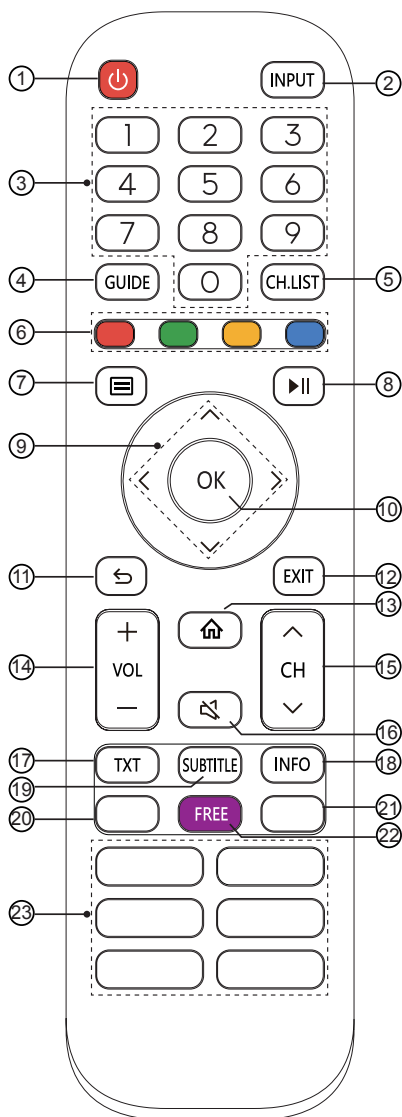 ① INPUT ②
1 2 3
③ 4 5 6
7 8 9
④ GUIDE 0 CH.LIST ⑤
⑥
⑦ ⑧
⑨
OK
⑩
⑪ EXIT ⑫
⑬
+
⑭ VOL CH ⑮
—
⑯
⑰ TXT SUBTITLE INFO ⑱
⑲
⑳ FREE ㉑
㉒
㉓